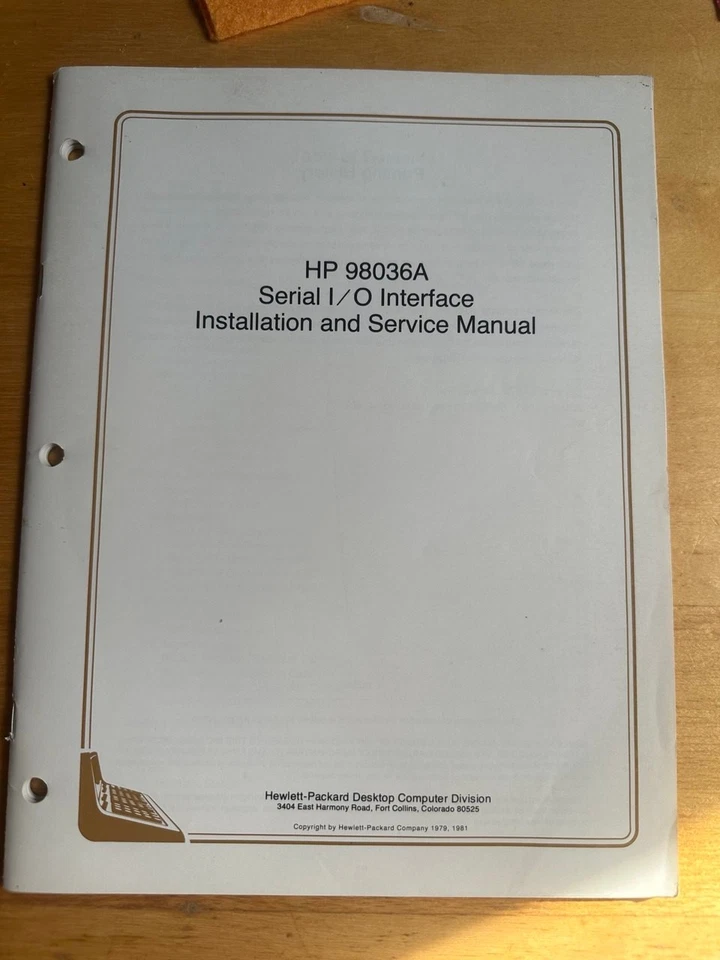 HP 98036A
Serial I/O Interface
Installation and Service Manual
Hewlett-Packard Desktop Computer Division
3404 East Harmony Road, Fort Collins, Colorado 80525
Copyright by Hewlett-Packard Company 1979, 1981